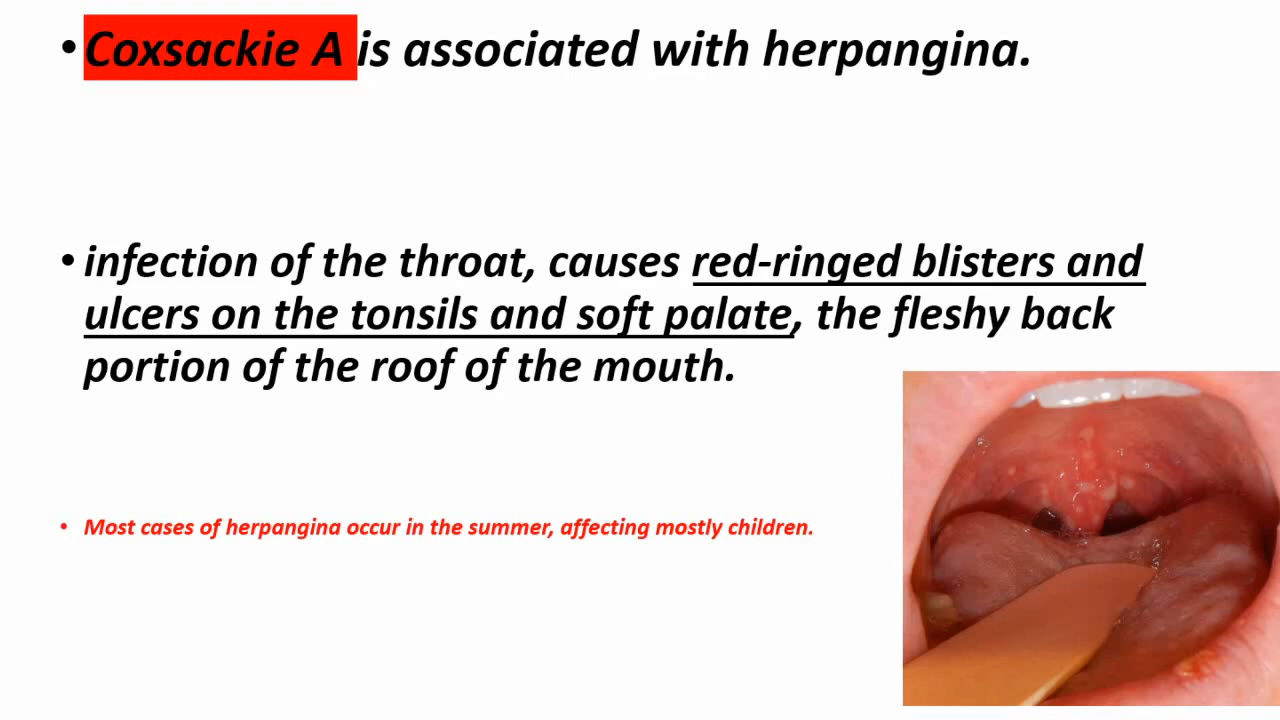 • Coxsackie A is associated with herpangina.
• infection of the throat, causes red-ringed blisters and
ulcers on the tonsils and soft palate, the fleshy back
portion of the roof of the mouth.
• Most cases of herpangina occur in the summer, affecting mostly children.